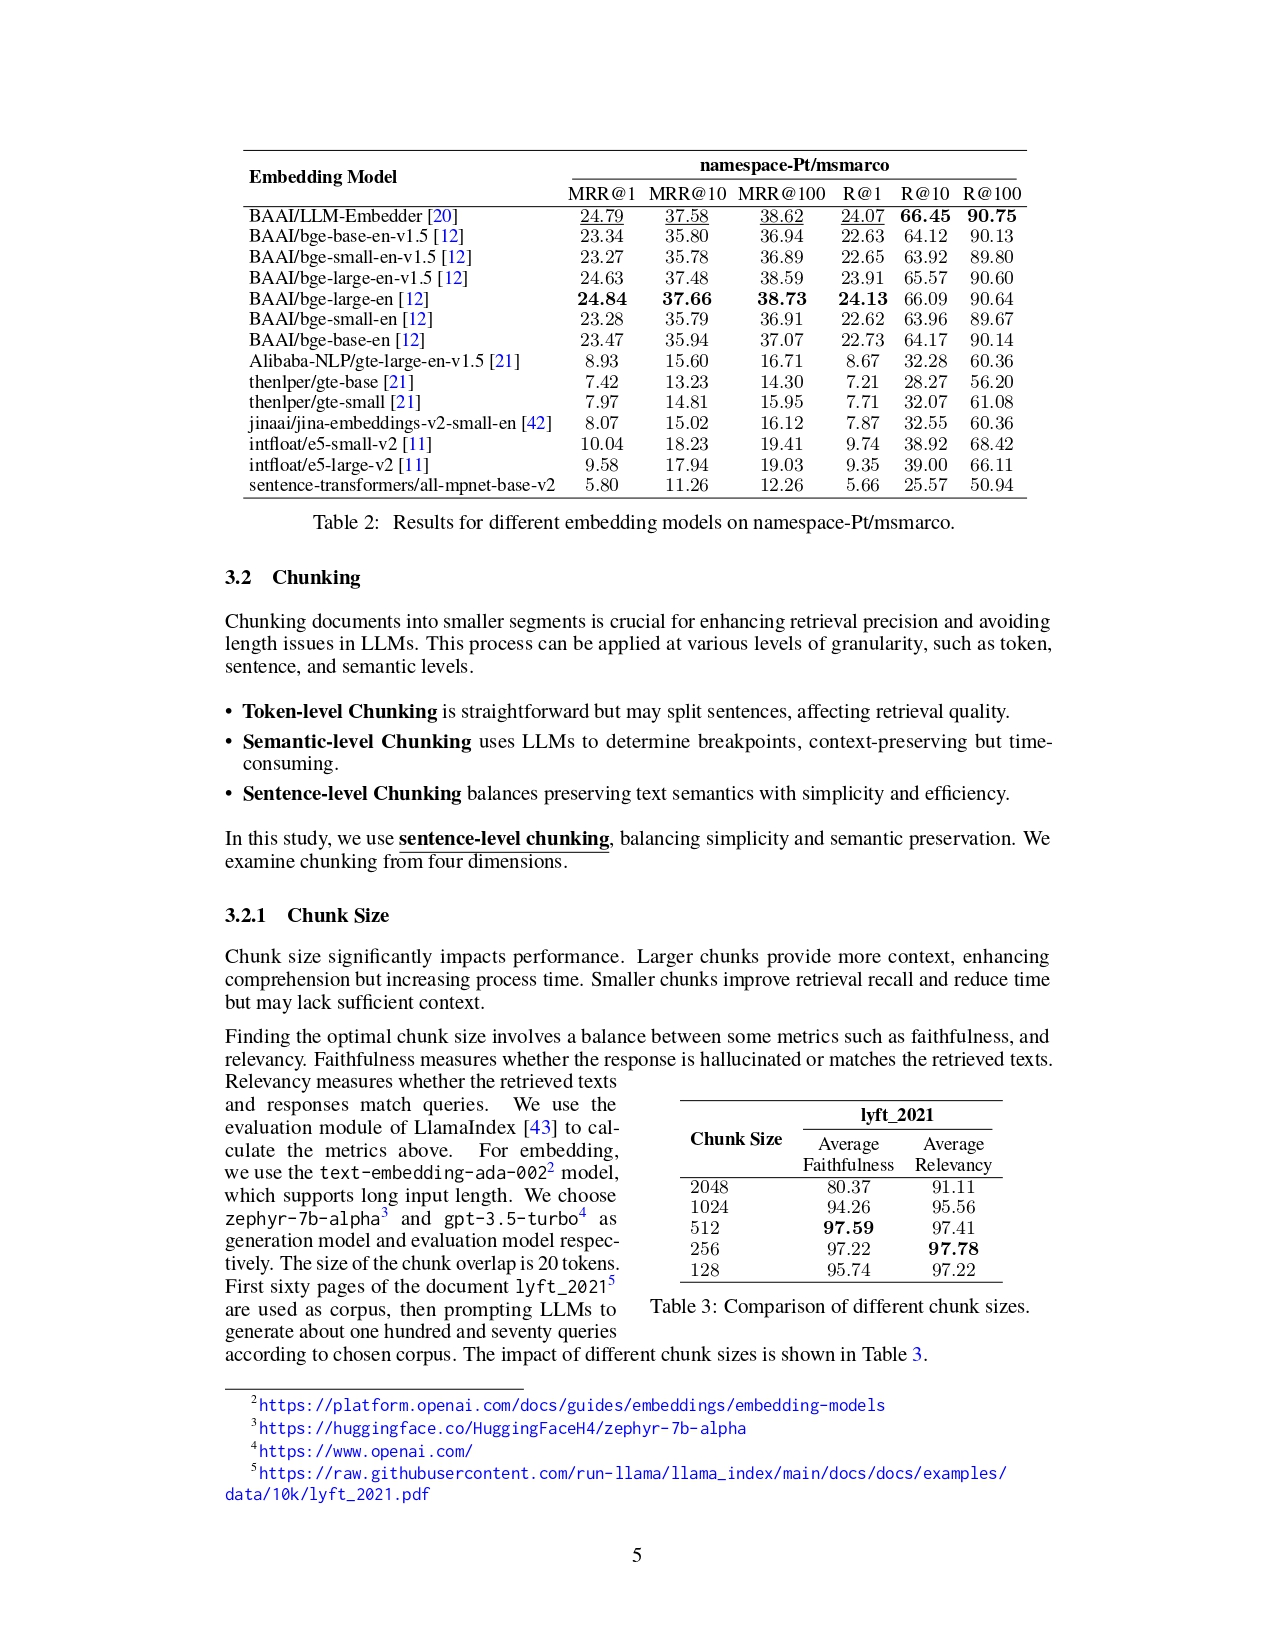 Embedding Model
namespace-Pt/msmarco
MRR@1 MRR@10 MRR@100 R@1 R@10 R@100
BAAI/LLM-Embedder [20] 24.79 37.58 38.62 24.07 66.45 90.75
BAAI/bge-base-en-v1.5 [12] 23.34 35.80 36.94 22.63 64.12 90.13
BAAI/bge-small-en-v1.5 [12] 23.27 35.78 36.89 22.65 63.92 89.80
BAAI/bge-large-en-v1.5 [12] 24.63 37.48 38.59 23.91 65.57 90.60
BAAI/bge-large-en [12] 24.84 37.66 38.73 24.13 66.09 90.64
BAAI/bge-small-en [12] 23.28 35.79 36.91 22.62 63.96 89.67
BAAI/bge-base-en [12] 23.47 35.94 37.07 22.73 64.17 90.14
Alibaba-NLP/gte-large-en-v1.5 [21] 8.93 15.60 16.71 8.67 32.28 60.36
thenlper/gte-base [21] 7.42 13.23 14.30 7.21 28.27 56.20
thenlper/gte-small [21] 7.97 14.81 15.95 7.71 32.07 61.08
jinaai/jina-embeddings-v2-small-en [42] 8.07 15.02 16.12 7.87 32.55 60.36
intfloat/e5-small-v2 [11] 10.04 18.23 19.41 9.74 38.92 68.42
intfloat/e5-large-v2 [11] 9.58 17.94 19.03 9.35 39.00 66.11
sentence-transformers/all-mpnet-base-v2 5.80 11.26 12.26 5.66 25.57 50.94
Table 2: Results for different embedding models on namespace-Pt/msmarco.
3.2 Chunking
Chunking documents into smaller segments is crucial for enhancing retrieval precision and avoiding
length issues in LLMs. This process can be applied at various levels of granularity, such as token,
sentence, and semantic levels.
• Token-level Chunking is straightforward but may split sentences, affecting retrieval quality.
• Semantic-level Chunking uses LLMs to determine breakpoints, context-preserving but time-
consuming.
• Sentence-level Chunking balances preserving text semantics with simplicity and efficiency.
In this study, we use sentence-level chunking, balancing simplicity and semantic preservation. We
examine chunking from four dimensions.
3.2.1 Chunk Size
Chunk size significantly impacts performance. Larger chunks provide more context, enhancing
comprehension but increasing process time. Smaller chunks improve retrieval recall and reduce time
but may lack sufficient context.
Finding the optimal chunk size involves a balance between some metrics such as faithfulness, and
relevancy. Faithfulness measures whether the response is hallucinated or matches the retrieved texts.
Relevancy measures whether the retrieved texts
and responses match queries. We use the
evaluation module of LlamaIndex [43] to cal-
culate the metrics above. For embedding,
we use the text-embedding-ada-002² model,
which supports long input length. We choose
zephyr-7b-alpha³ and gpt-3.5-turbo⁴ as
generation model and evaluation model respec-
tively. The size of the chunk overlap is 20 tokens.
First sixty pages of the document lyft_2021⁵
are used as corpus, then prompting LLMs to
generate about one hundred and seventy queries
according to chosen corpus. The impact of different chunk sizes is shown in Table 3.
Chunk Size
lyft_2021
Average Average
Faithfulness Relevancy
2048 80.37 91.11
1024 94.26 95.56
512 97.59 97.41
256 97.22 97.78
128 95.74 97.22
Table 3: Comparison of different chunk sizes.
²https://platform.openai.com/docs/guides/embeddings/embedding-models
³https://huggingface.co/HuggingFaceH4/zephyr-7b-alpha
⁴https://www.openai.com/
⁵https://raw.githubusercontent.com/run-llama/llama_index/main/docs/docs/examples/
data/10k/lyft_2021.pdf
5